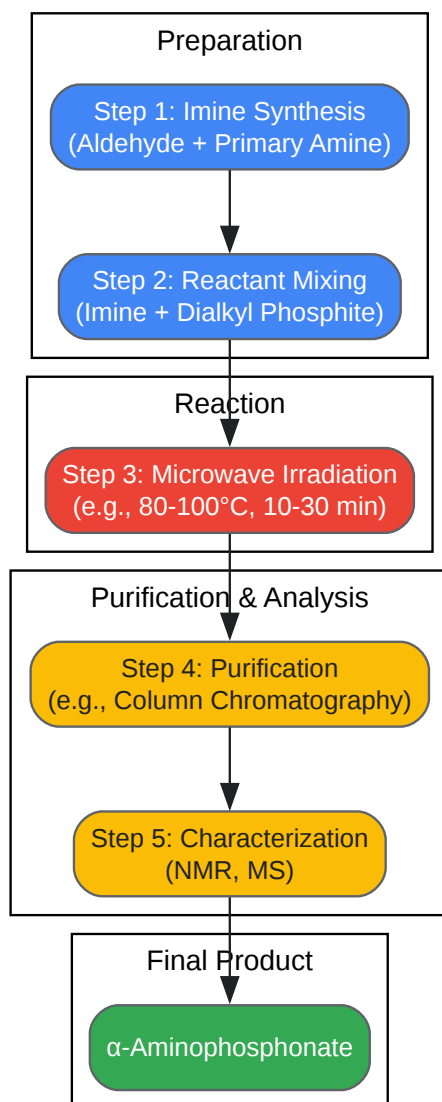 Preparation
Step 1: Imine Synthesis
(Aldehyde + Primary Amine)
Step 2: Reactant Mixing
(Imine + Dialkyl Phosphite)
Reaction
Step 3: Microwave Irradiation
(e.g., 80-100°C, 10-30 min)
Purification & Analysis
Step 4: Purification
(e.g., Column Chromatography)
Step 5: Characterization
(NMR, MS)
Final Product
α-Aminophosphonate